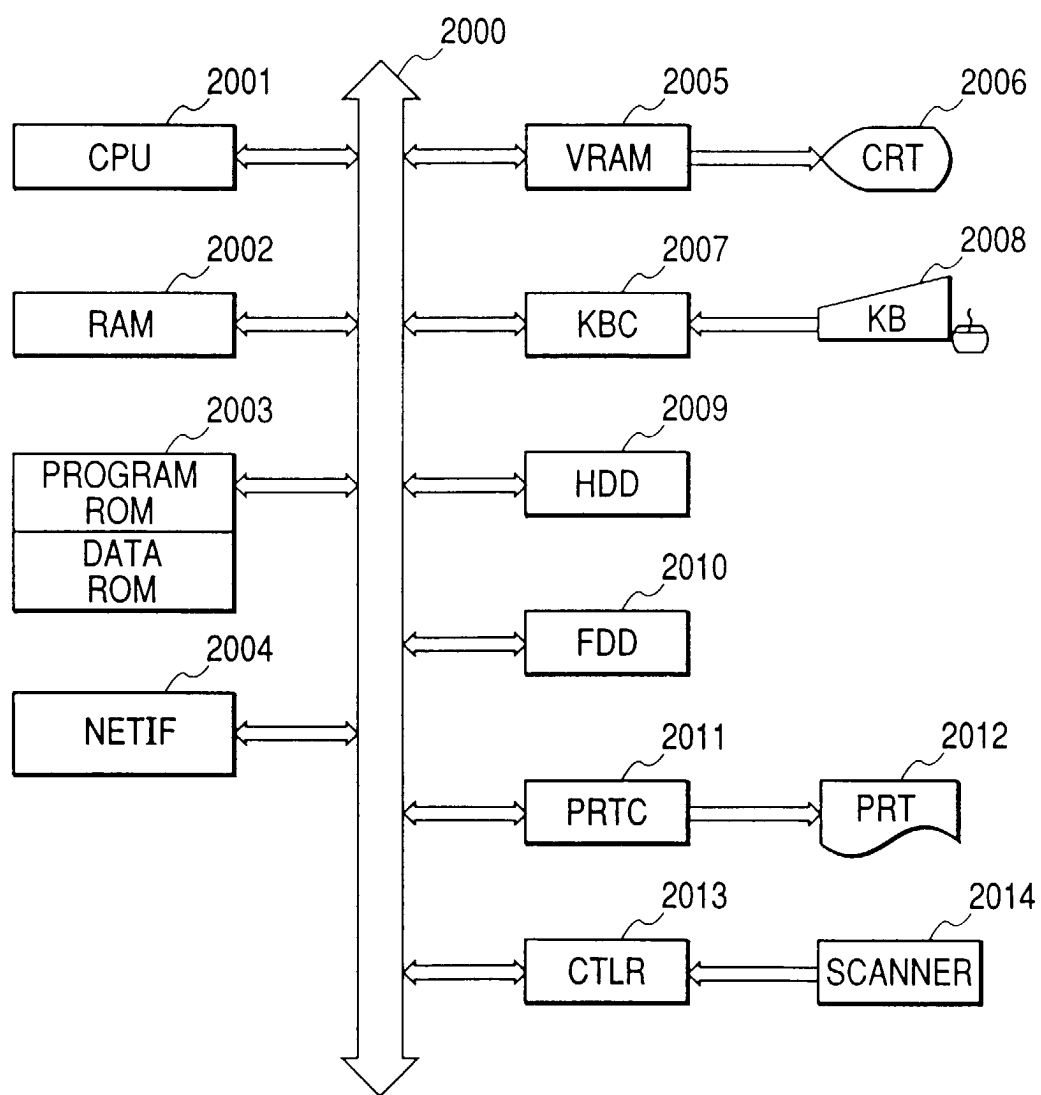 2000
2001
CPU
2005
VRAM
2006
CRT
2002
RAM
2007
KBC
2008
KB
2003
PROGRAM
ROM
DATA
ROM
2009
HDD
2010
FDD
2004
NETIF
2011
PRTC
2012
PRT
2013
CTLR
2014
SCANNER